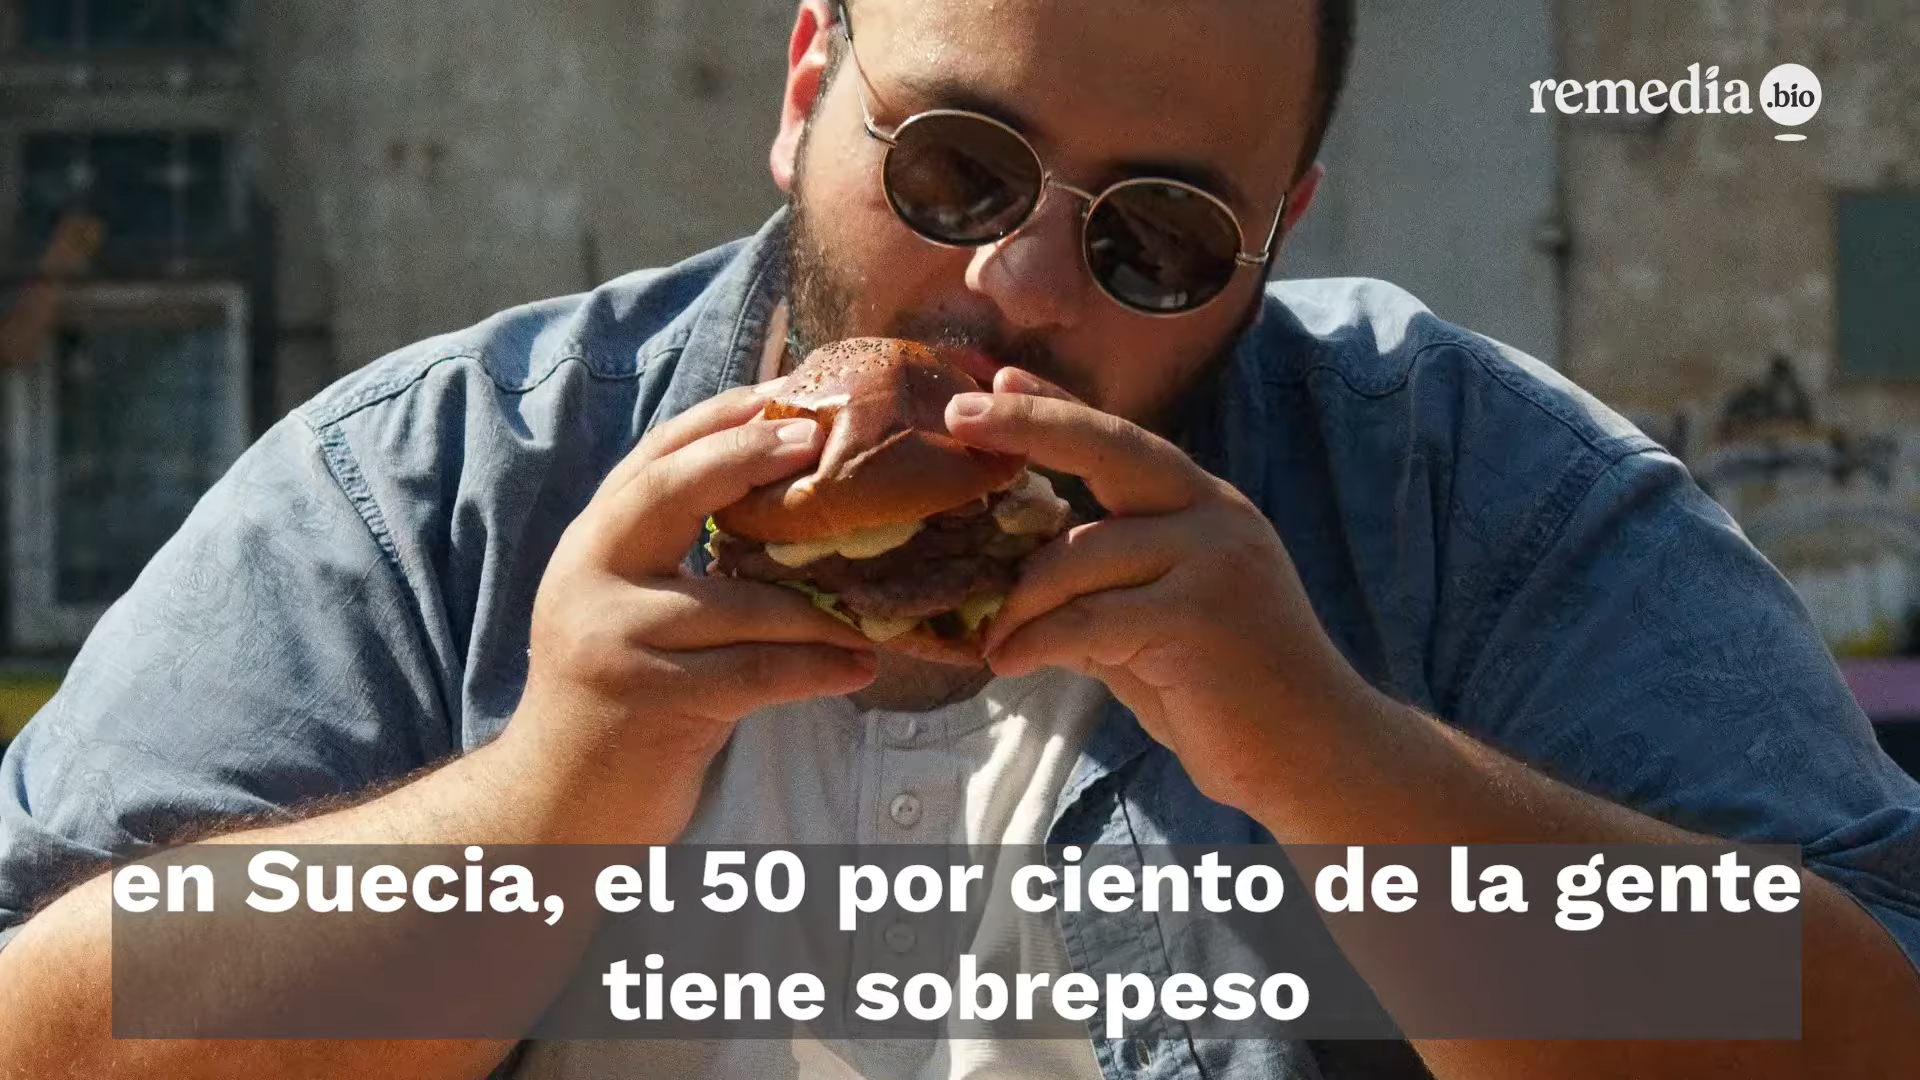 remedia.bio
en Suecia, el 50 por ciento de la gente
tiene sobrepeso